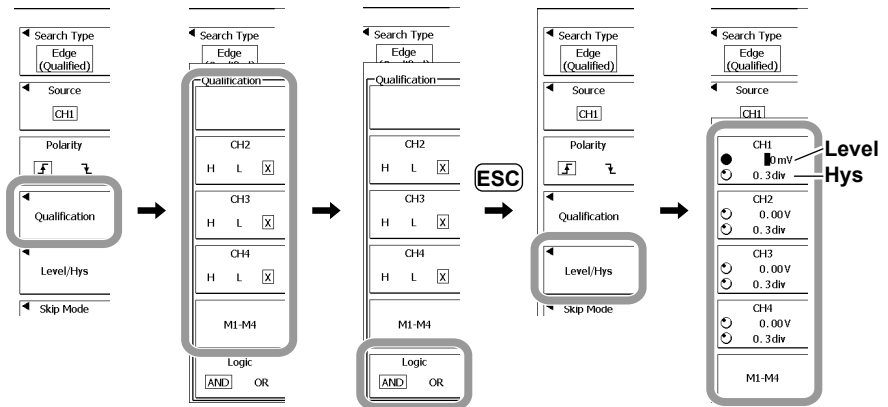 Search Type
Edge
(Qualified)
Source
CH1
Polarity
Qualification
Level/Hys
Skip Mode
Search Type
Edge
Qualification
CH2
H L X
CH3
H L X
CH4
H L X
M1-M4
Logic
AND OR
Search Type
Edge
Qualification
CH2
H L X
CH3
H L X
CH4
H L X
M1-M4
Logic
AND OR
ESC
Search Type
Edge
(Qualified)
Source
CH1
Polarity
Qualification
Level/Hys
Skip Mode
Search Type
Edge
(Qualified)
Source
CH1
CH1
0mV
0.3div
CH2
0.00V
0.3div
CH3
0.00V
0.3div
CH4
0.00V
0.3div
M1-M4
Level
Hys